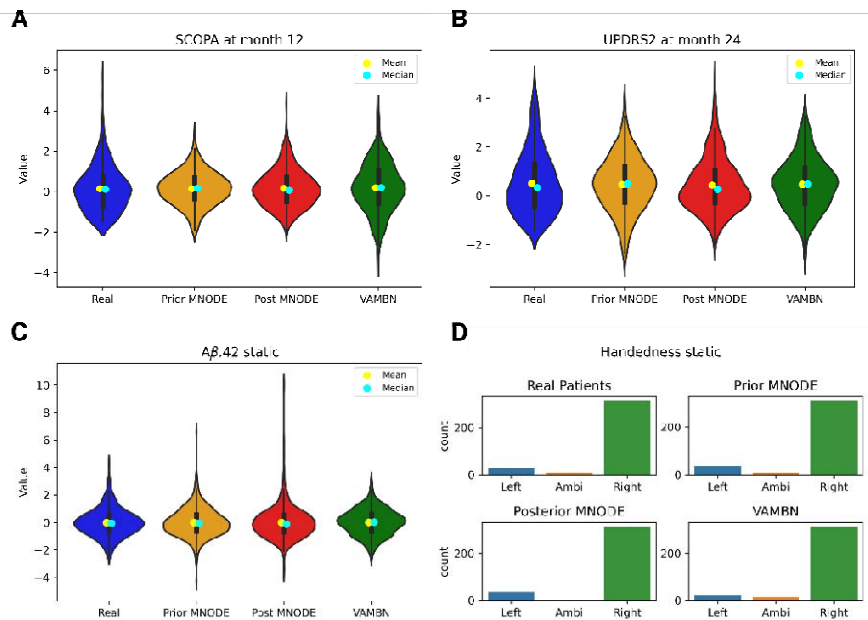 A
SCOPA at month 12
Mean
Median
Value
6
4
2
0
−2
−4
Real
Prior MNODE
Post MNODE
VAMBN
B
UPDRS2 at month 24
Mean
Median
Value
4
2
0
−2
Real
Prior MNODE
Post MNODE
VAMBN
C
Aβ.42 static
Mean
Median
Value
10
8
6
4
2
0
−2
−4
Real
Prior MNODE
Post MNODE
VAMBN
D
Handedness static
Real Patients
count
200
0
Left
Ambi
Right
Prior MNODE
200
0
Left
Ambi
Right
Posterior MNODE
count
200
0
Left
Ambi
Right
VAMBN
200
0
Left
Ambi
Right